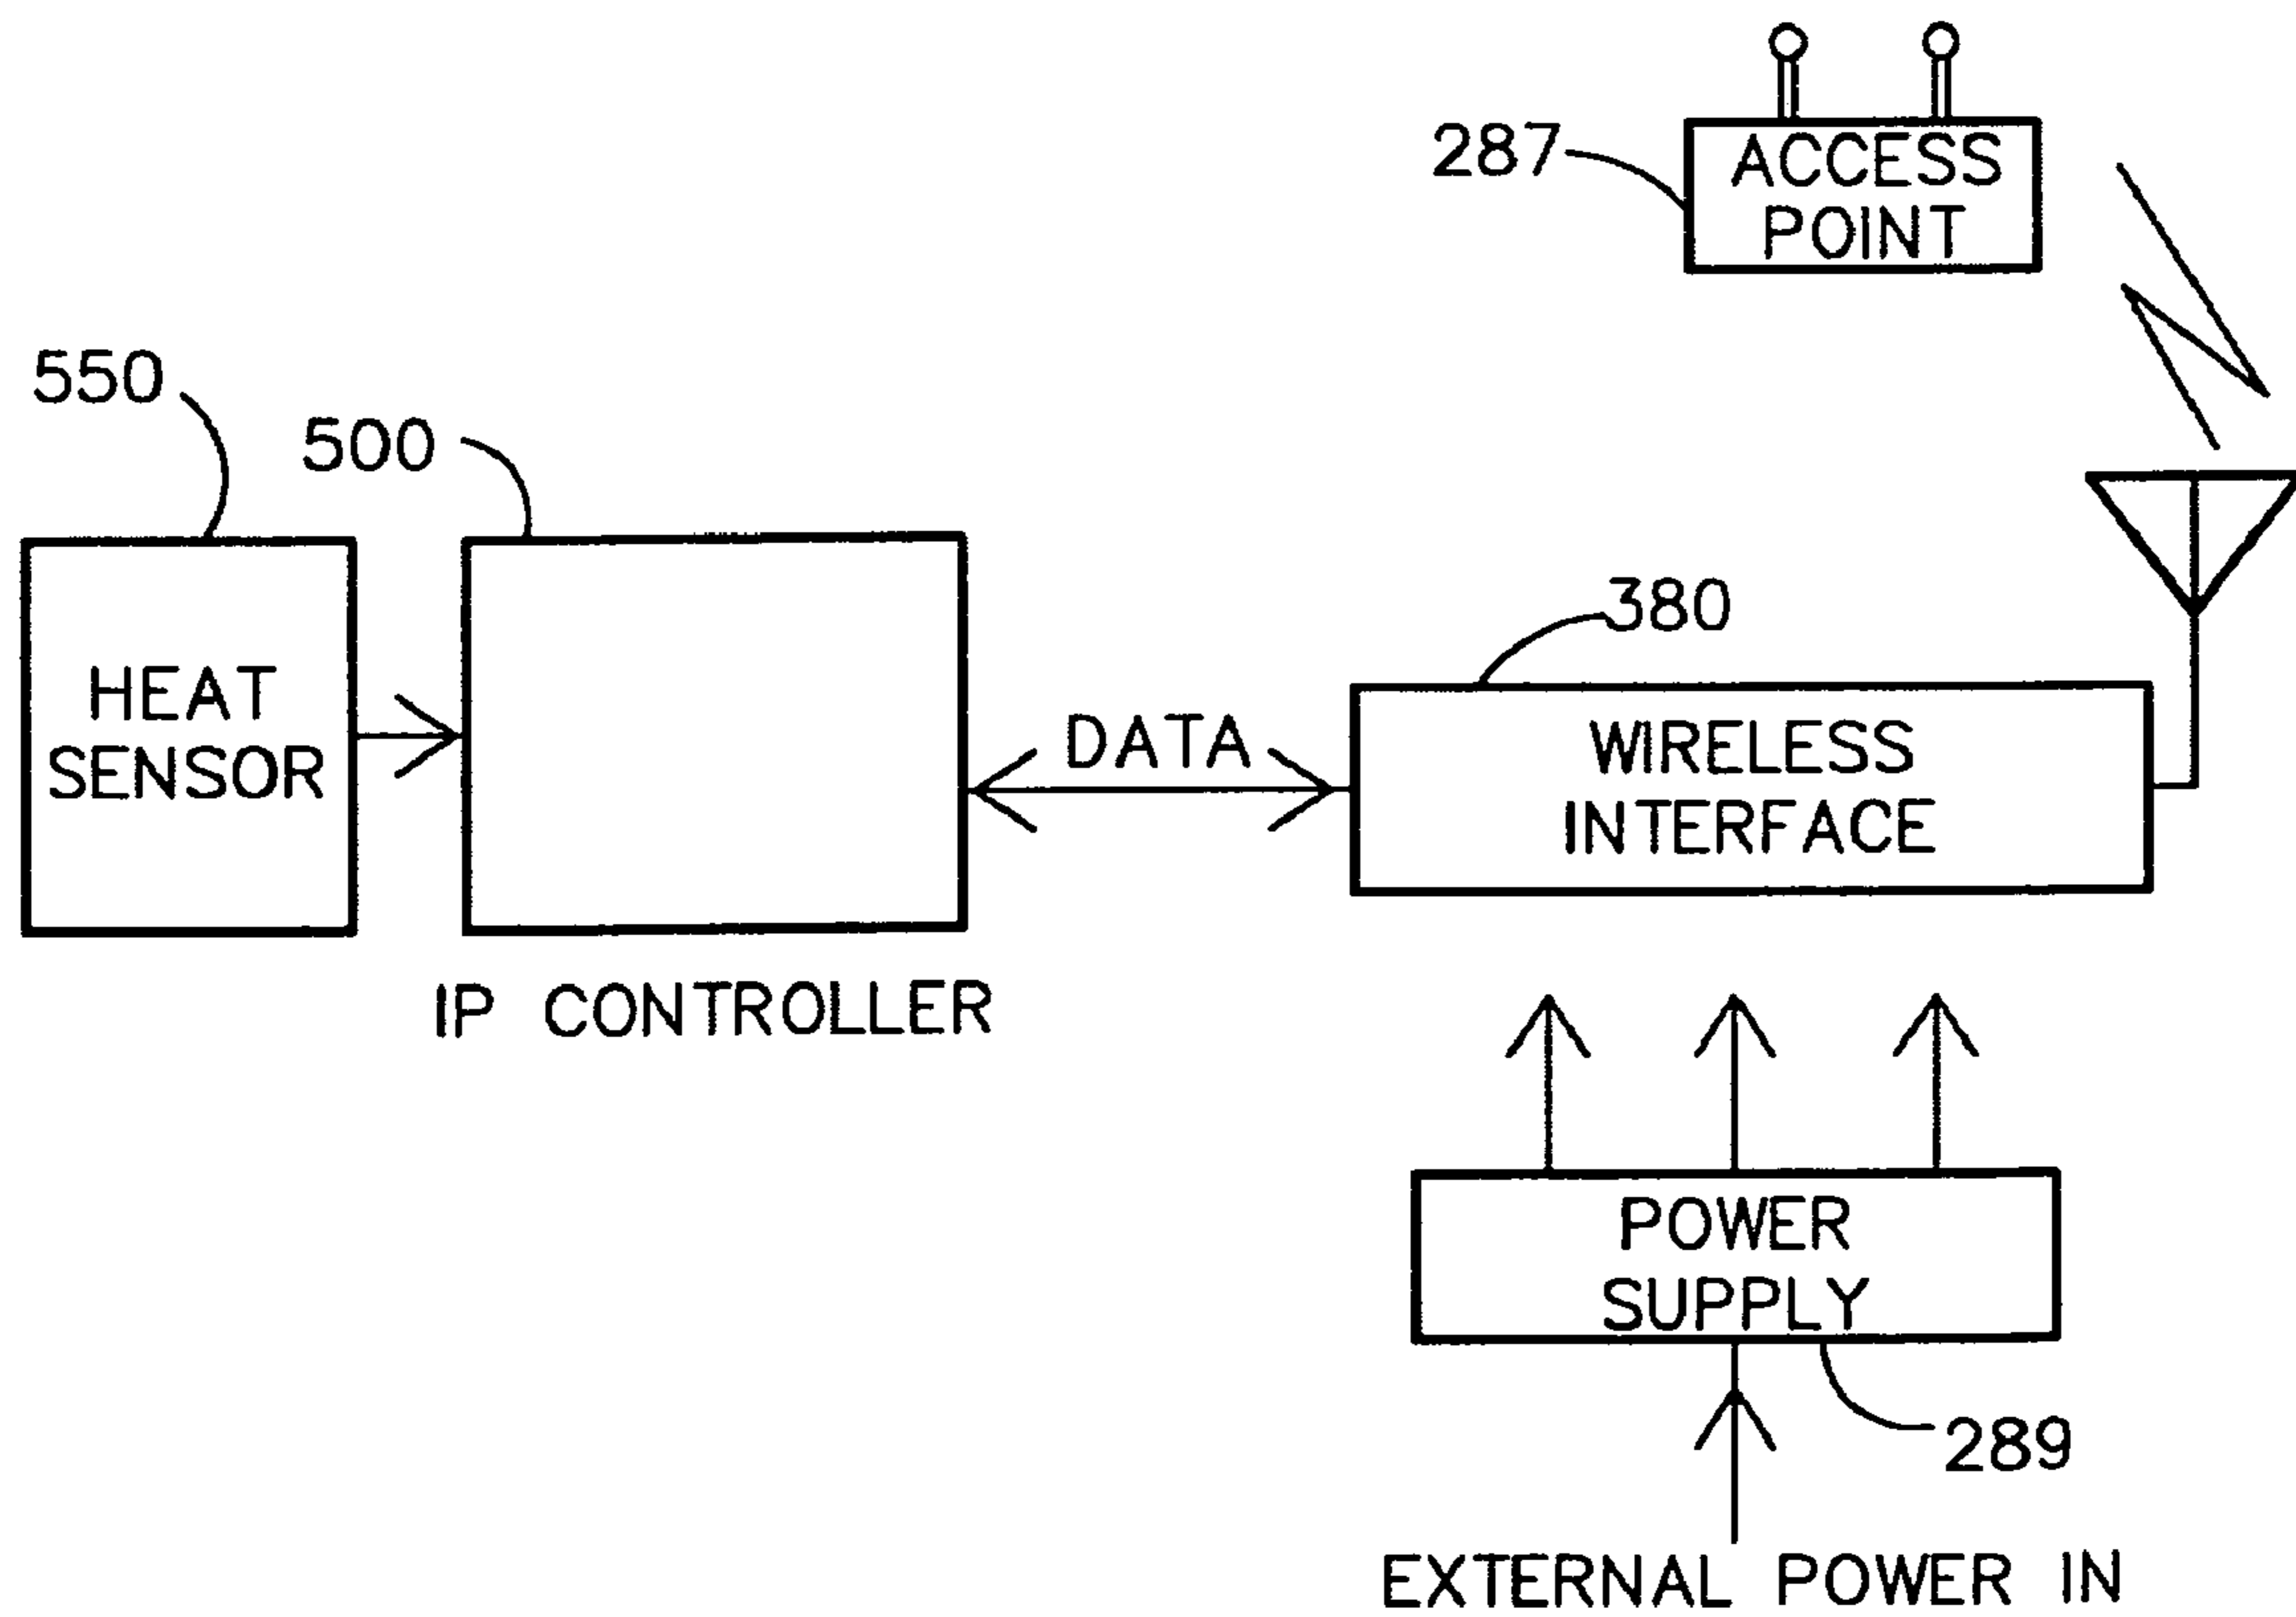 287
ACCESS
POINT
550
500
380
HEAT
SENSOR
DATA
WIRELESS
INTERFACE
IP CONTROLLER
POWER
SUPPLY
289
EXTERNAL POWER IN